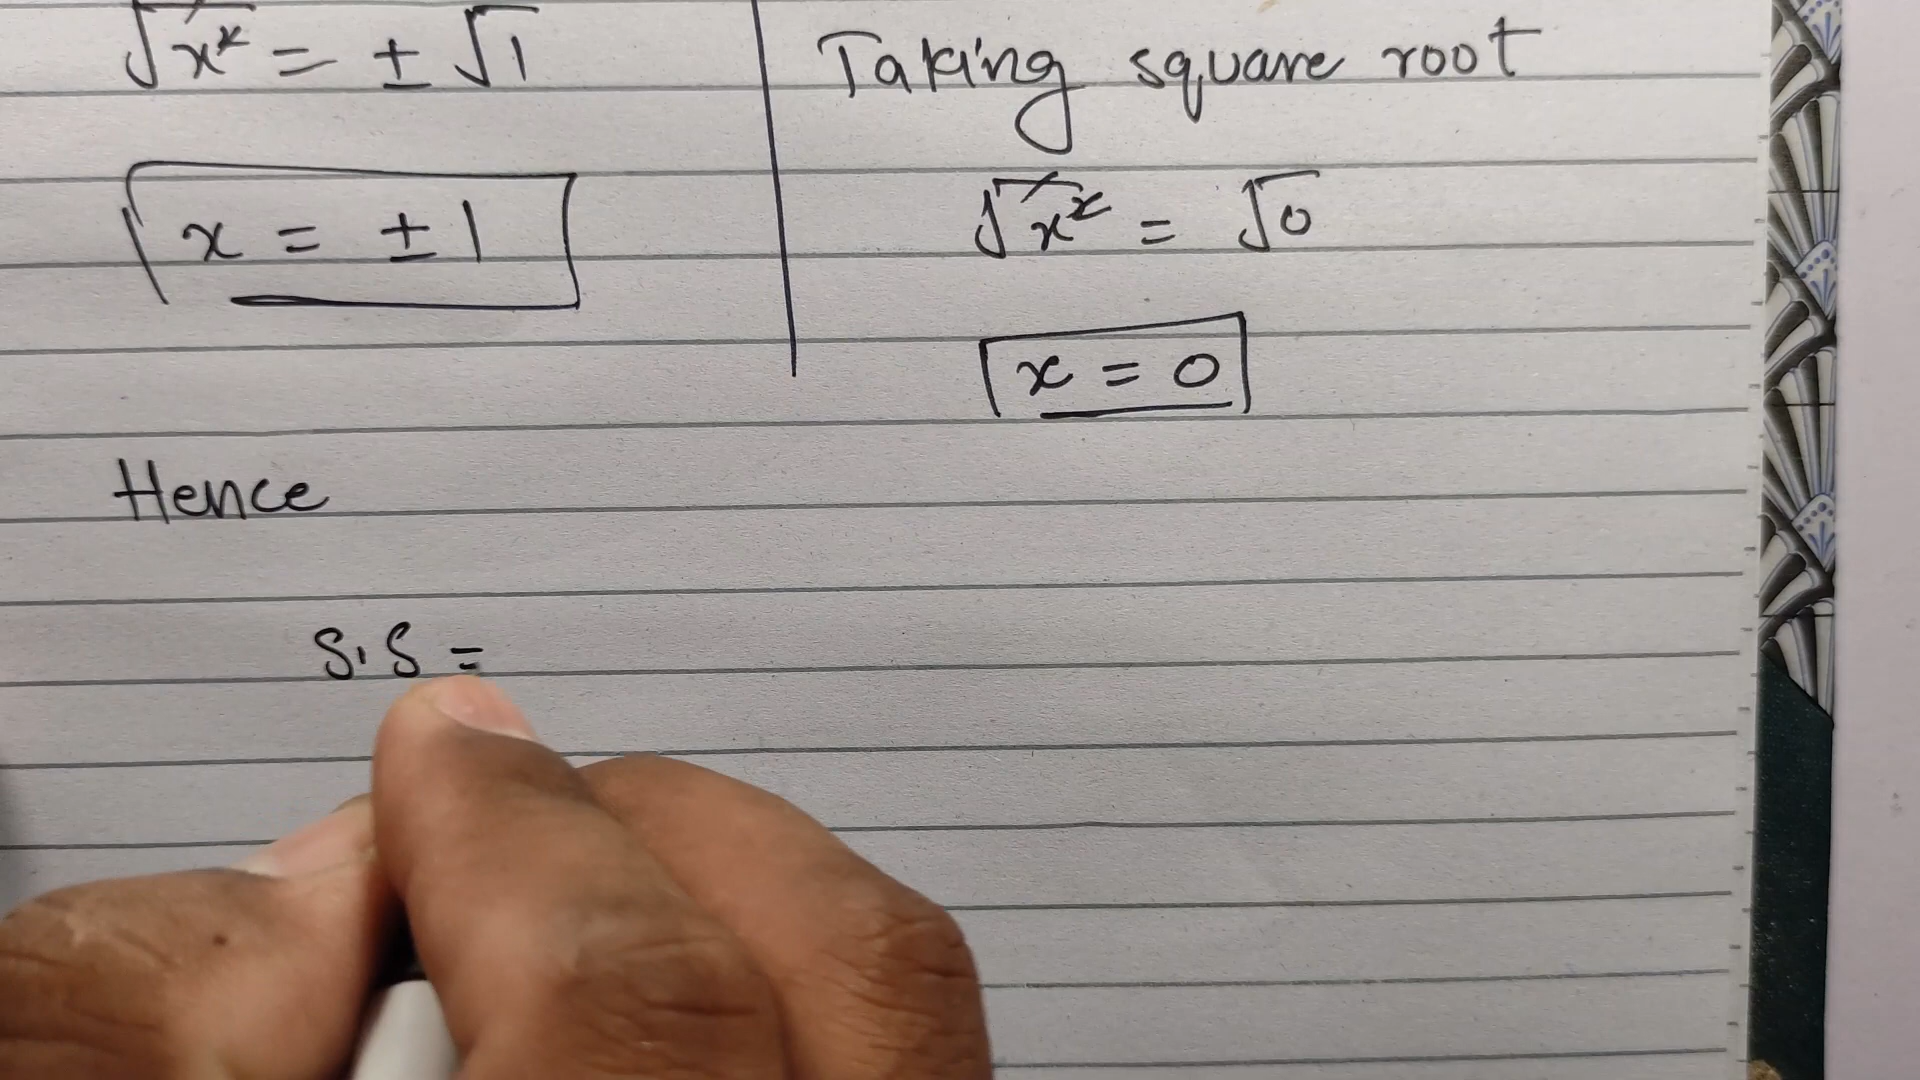 √x² = ± √1
x = ± 1
Taking square root
√x² = √0
x = 0
Hence
S.S =